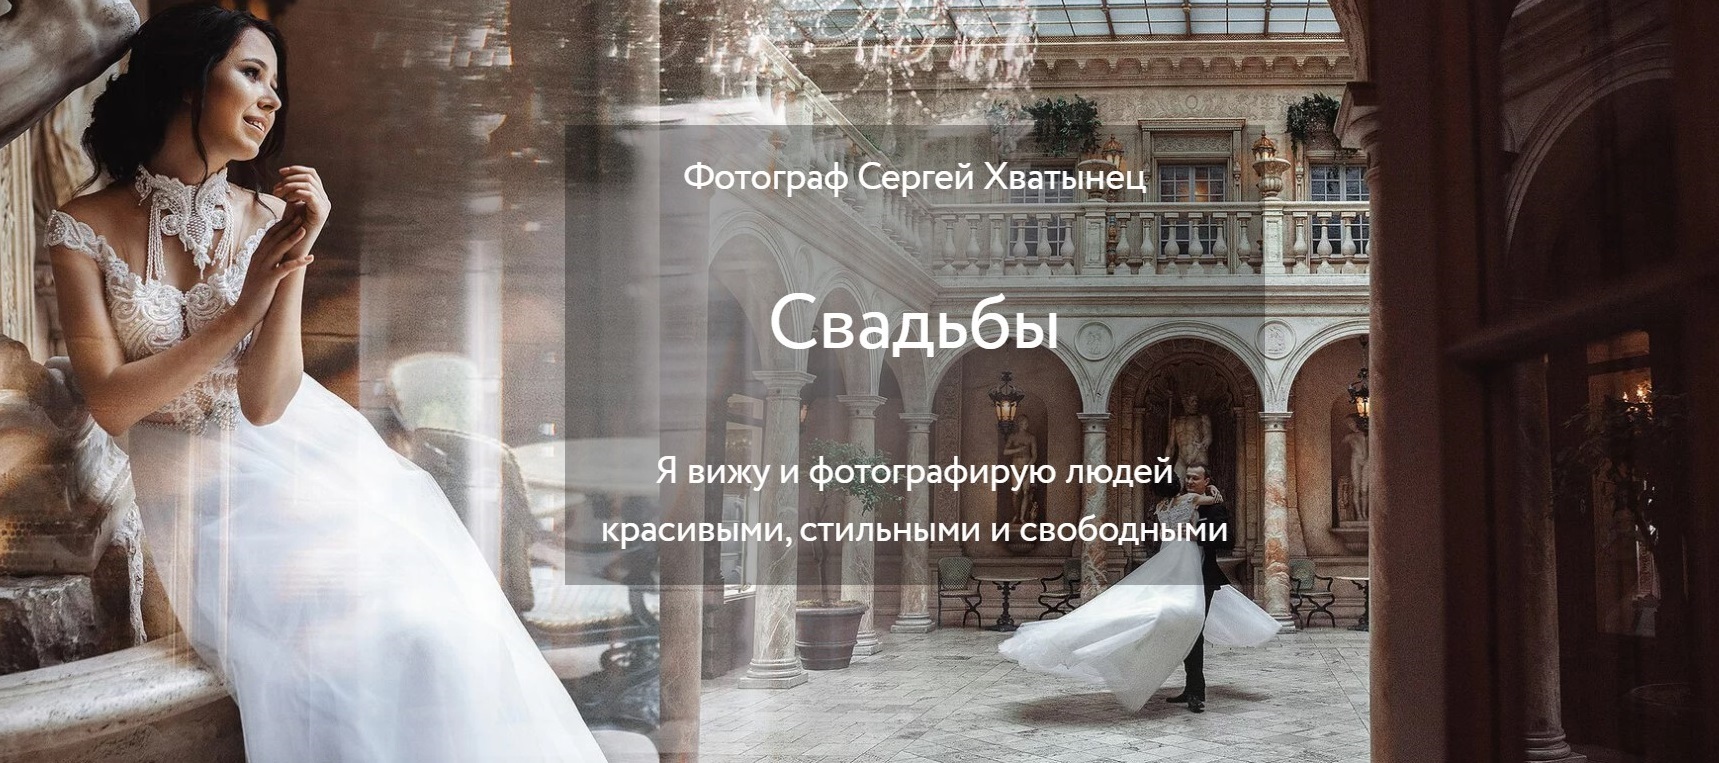 Фотограф Сергей Хватынец
Свадьбы
Я вижу и фотографирую людей
красивыми, стильными и свободными